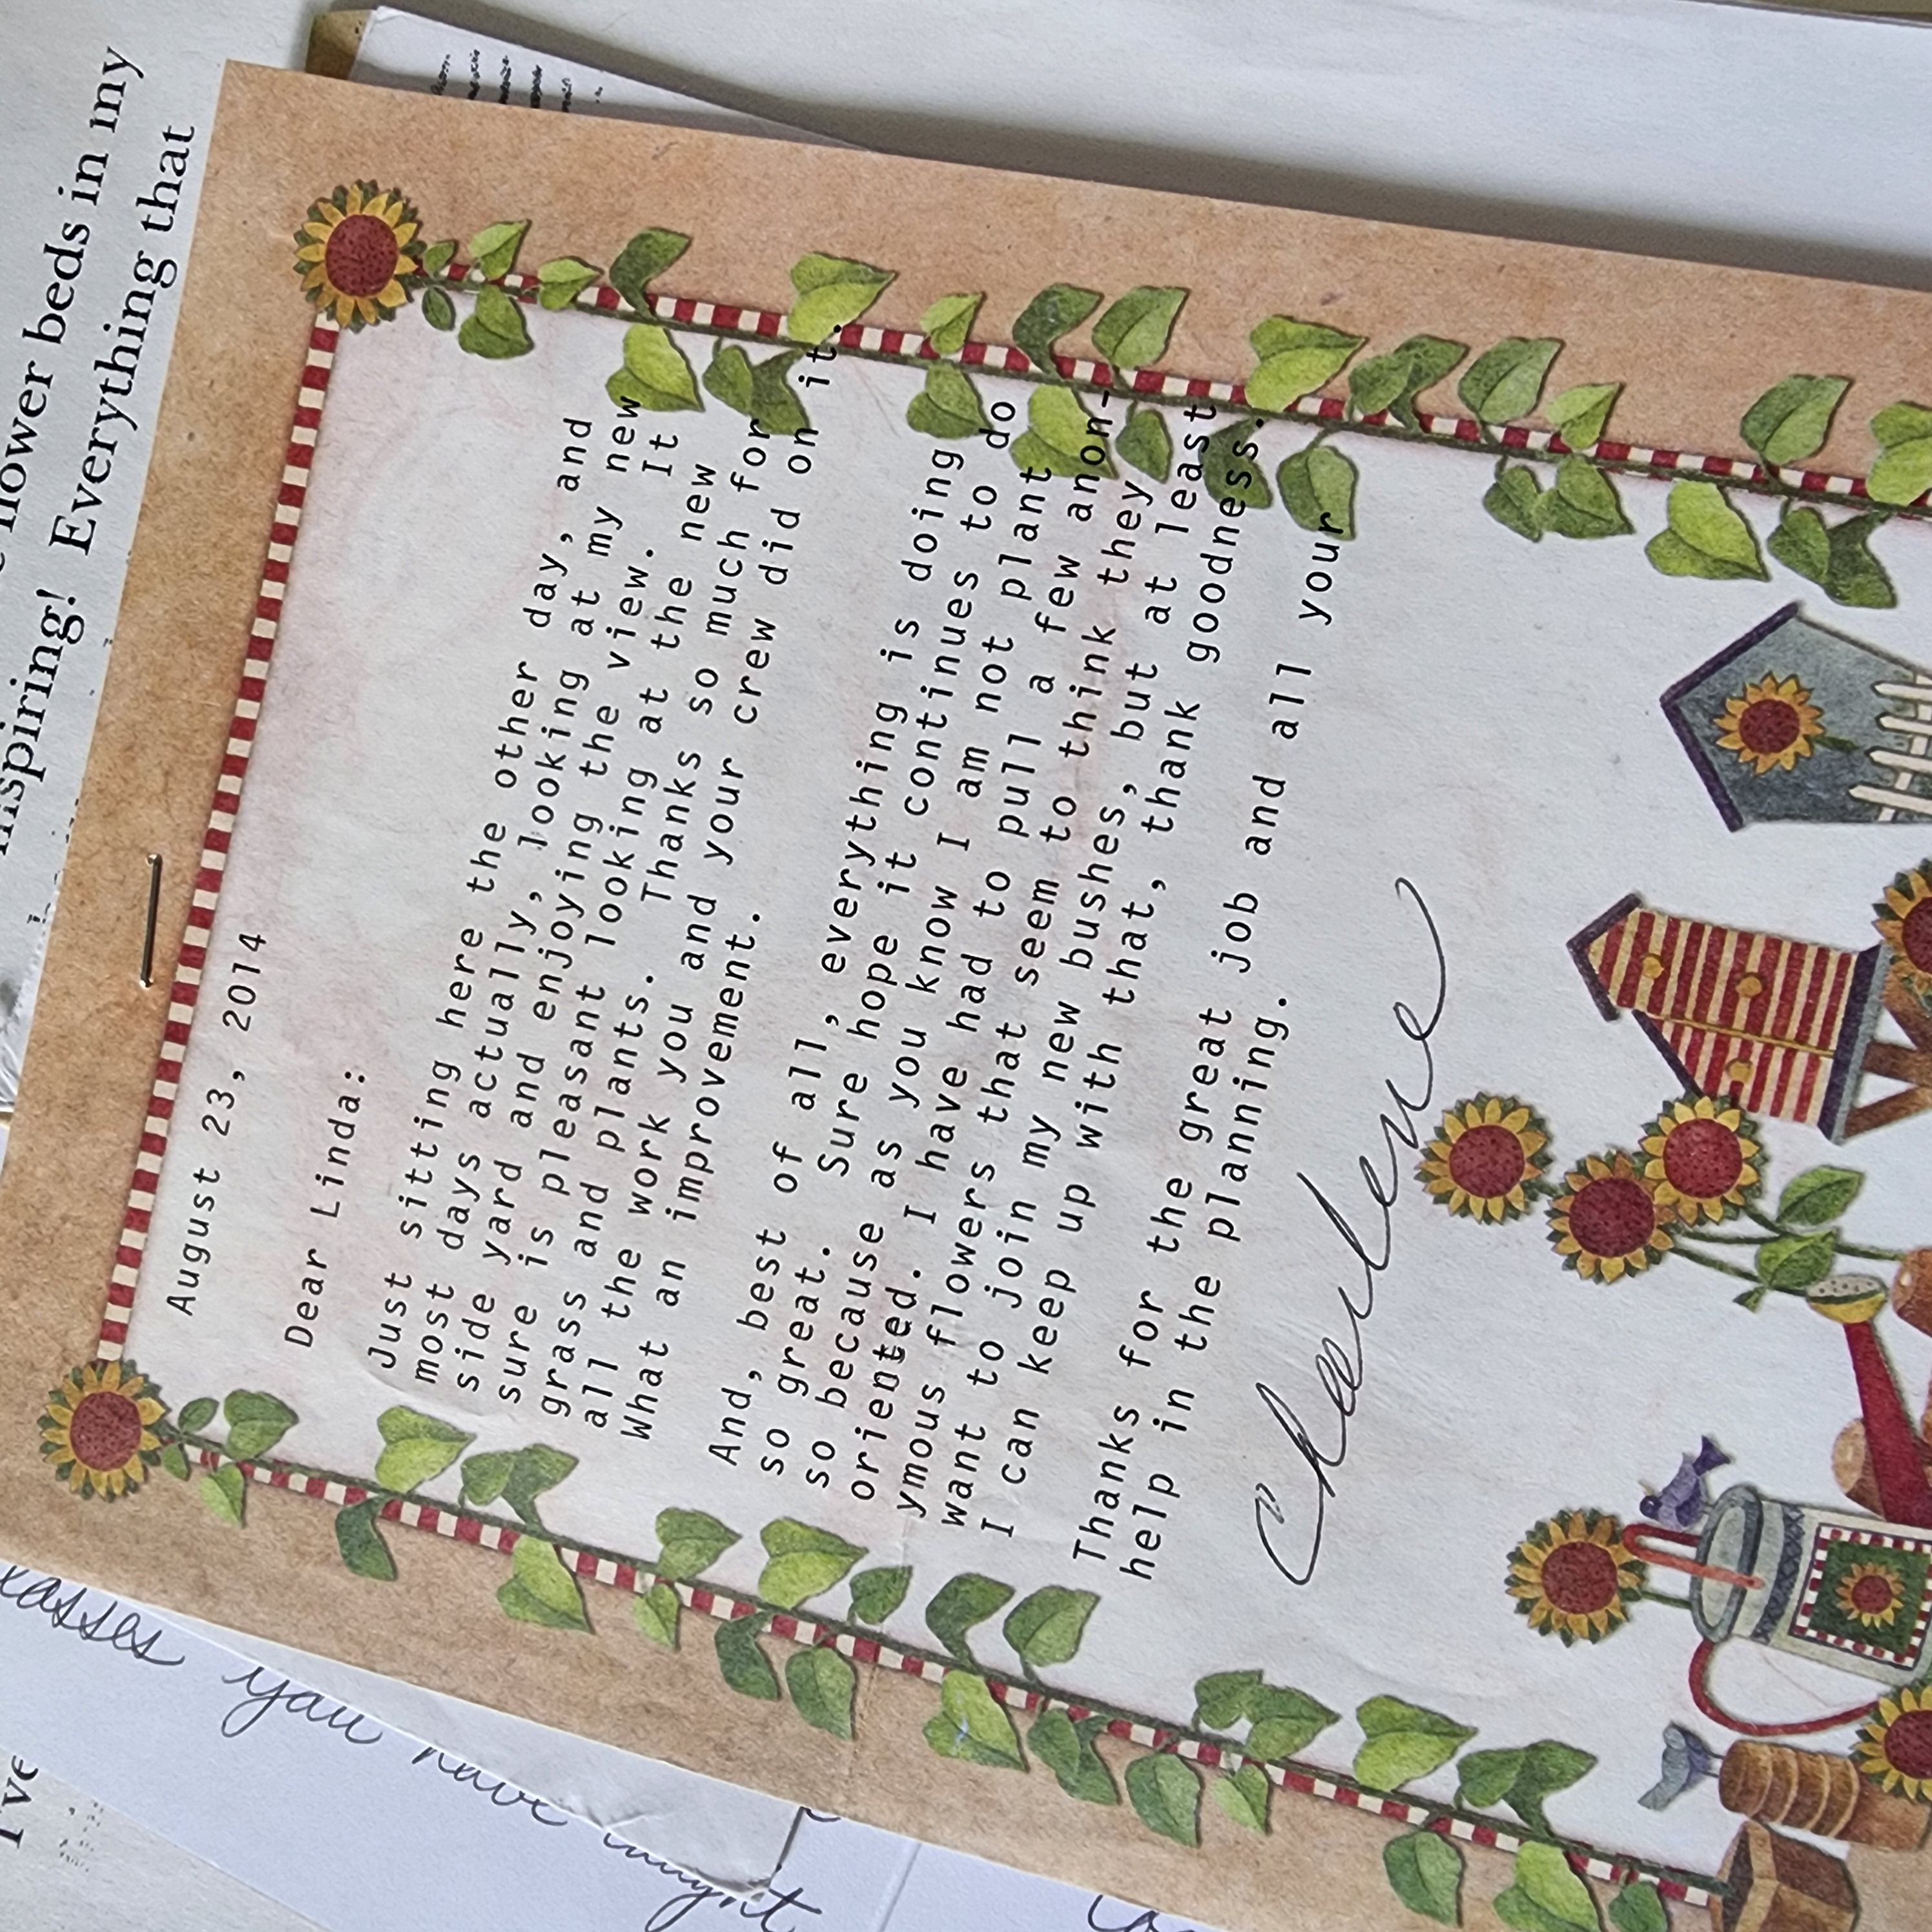 I've
flower beds in my
inspiring! Everything that
you have
August 23, 2014
Dear Linda:
Just sitting here the other day, and
most days actually, looking at my new
side yard and enjoying the view. It
sure is pleasant looking at the new
grass and plants. Thanks so much for
all the work you and your crew did on it.
What an improvement.
And, best of all, everything is doing
so great. Sure hope it continues to do
so because as you know I am not plant
oriented. I have had to pull a few anon-
ymous flowers that seem to think they
want to join my new bushes, but at least
I can keep up with that, thank goodness.
Thanks for the great job and all your
help in the planning.
Charlene